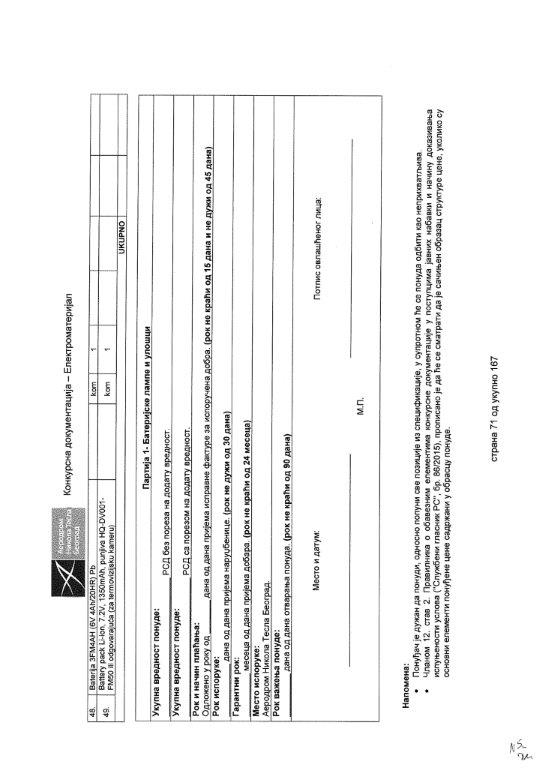 Аеродром
Никола Тесла
Београд
Конкурсна документација – Електроматеријал
48. Baterija 3FM4AH (6V 4Ah/20HR) Pb kom 1
49. Battery pack Li-Ion, 7.2V, 1350mAh, punjiva HQ-DV001-
FM50 ili odgovarajuća (za termovizijsku kameru) kom 1
UKUPNO
Партија 1- Батеријске лампе и улошци
Укупна вредност понуде:
РСД без пореза на додату вредност.
Укупна вредност понуде:
РСД са порезом на додату вредност.
Рок и начин плаћања:
Одложено у року од дана од дана пријема исправне фактуре за испоручена добра. (рок не краћи од 15 дана и не дужи од 45 дана)
Рок испоруке:
дана од дана пријема наруџбенице. (рок не дужи од 30 дана)
Гарантни рок:
месеца од дана пријема добара. (рок не краћи од 24 месеца)
Место испоруке:
Аеродром Никола Тесла Београд.
Рок важења понуде:
дана од дана отварања понуда. (рок не краћи од 90 дана)
Место и датум: Потпис овлашћеног лица:
М.П.
Напомена:
• Понуђач је дужан да понуди, односно попуни све позиције из спецификације, у супротном ће се понуда одбити као неприхватљива.
• Чланом 12. став 2. Правилника о обавезним елементима конкурсне документације у поступцима јавних набавки и начину доказивања
испуњености услова ("Службени гласник РС", бр. 86/2015), прописано је да ће се сматрати да је сачињен образац структуре цене, уколико су
основни елементи понуђене цене садржани у обрасцу понуде.
страна 71 од укупно 167